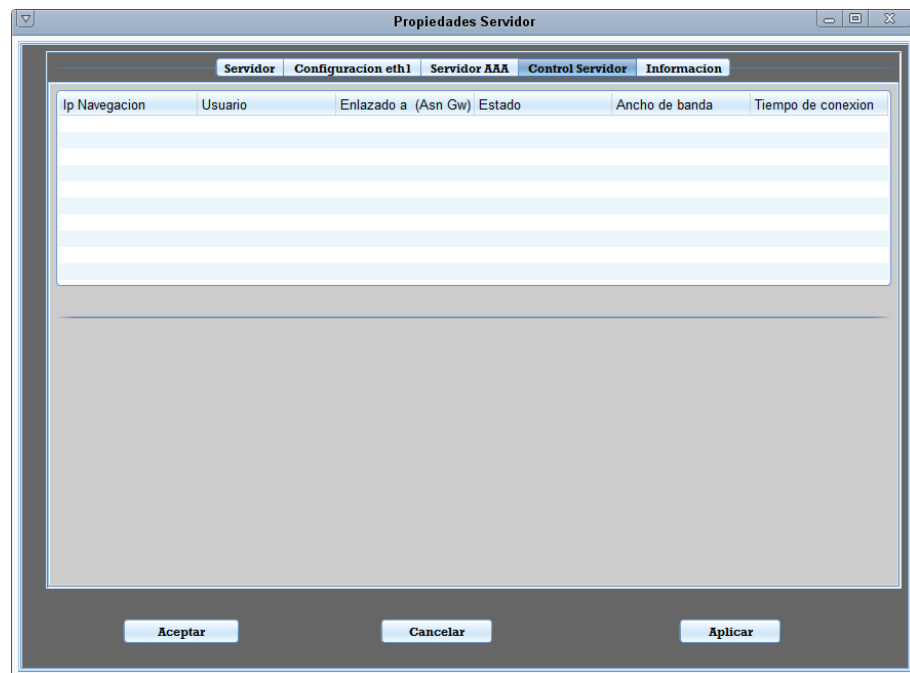 Propiedades Servidor
Servidor Configuracion eth1 Servidor AAA Control Servidor Informacion
Ip Navegacion Usuario Enlazado a (Asn Gw) Estado Ancho de banda Tiempo de conexion
Aceptar Cancelar Aplicar